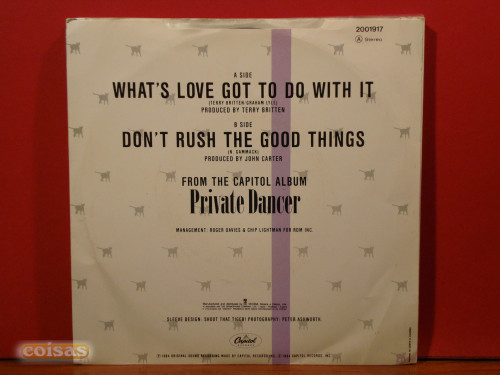 2001917
A Stereo
A SIDE
WHAT'S LOVE GOT TO DO WITH IT
(TERRY BRITTEN/GRAHAM LYLE)
PRODUCED BY TERRY BRITTEN
B SIDE
DON'T RUSH THE GOOD THINGS
(N. CAMMACK)
PRODUCED BY JOHN CARTER
FROM THE CAPITOL ALBUM
Private Dancer
MANAGEMENT: ROGER DAVIES & CHIP LIGHTMAN FOR RDM INC.
SLEEVE DESIGN: SHOOT THAT TIGER! PHOTOGRAPHY: PETER ASHWORTH.
Capitol
coisas